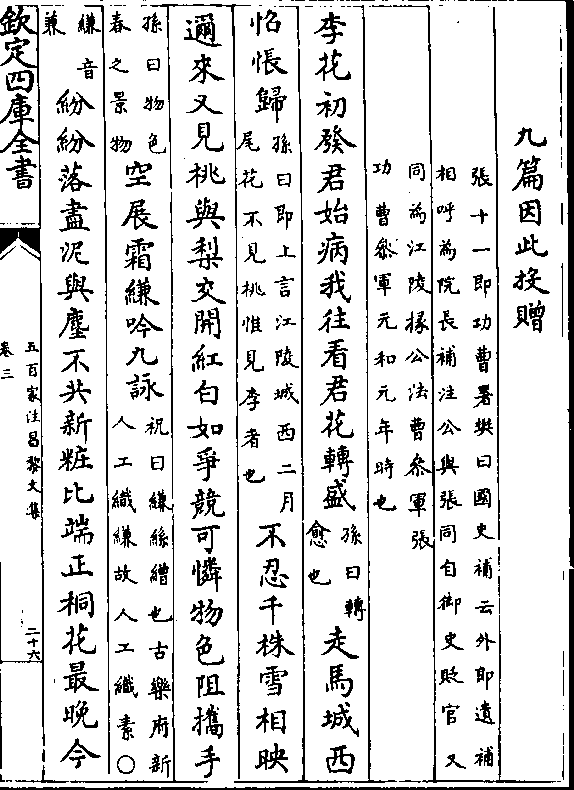 九篇因此投贈
張十一即功曹署樊曰國史補云外郎遺補
相呼為院長補注公與張同自御史貶官又
同為江陵掾公法曹叅軍張
功曹叅軍元和元年時也
李花初發君始病我往看君花轉盛孫曰轉愈也走馬城西
惆悵歸孫曰即上言江陵城西二月尾花不見桃惟見李者也不忍千株雪相映
邇來又見桃與梨交開紅白如爭競可憐物色阻攜手
孫曰物色春之景物空展霜縑吟九詠祝曰縑絲繒也古樂府新人工織縑故人工織素○
縑音兼紛紛落盡泥與塵不共新粧比端正桐花最晚今
欽定四庫全書
五百家注昌黎文集
卷三
二十六